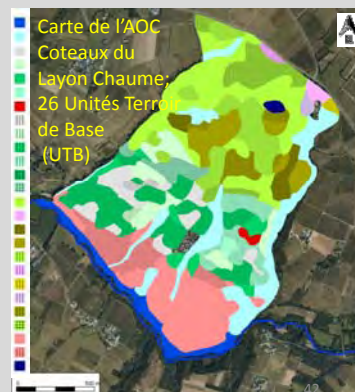 Carte de l'AOC
Coteaux du
Layon Chaume;
26 Unités Terroir
de Base
(UTB)